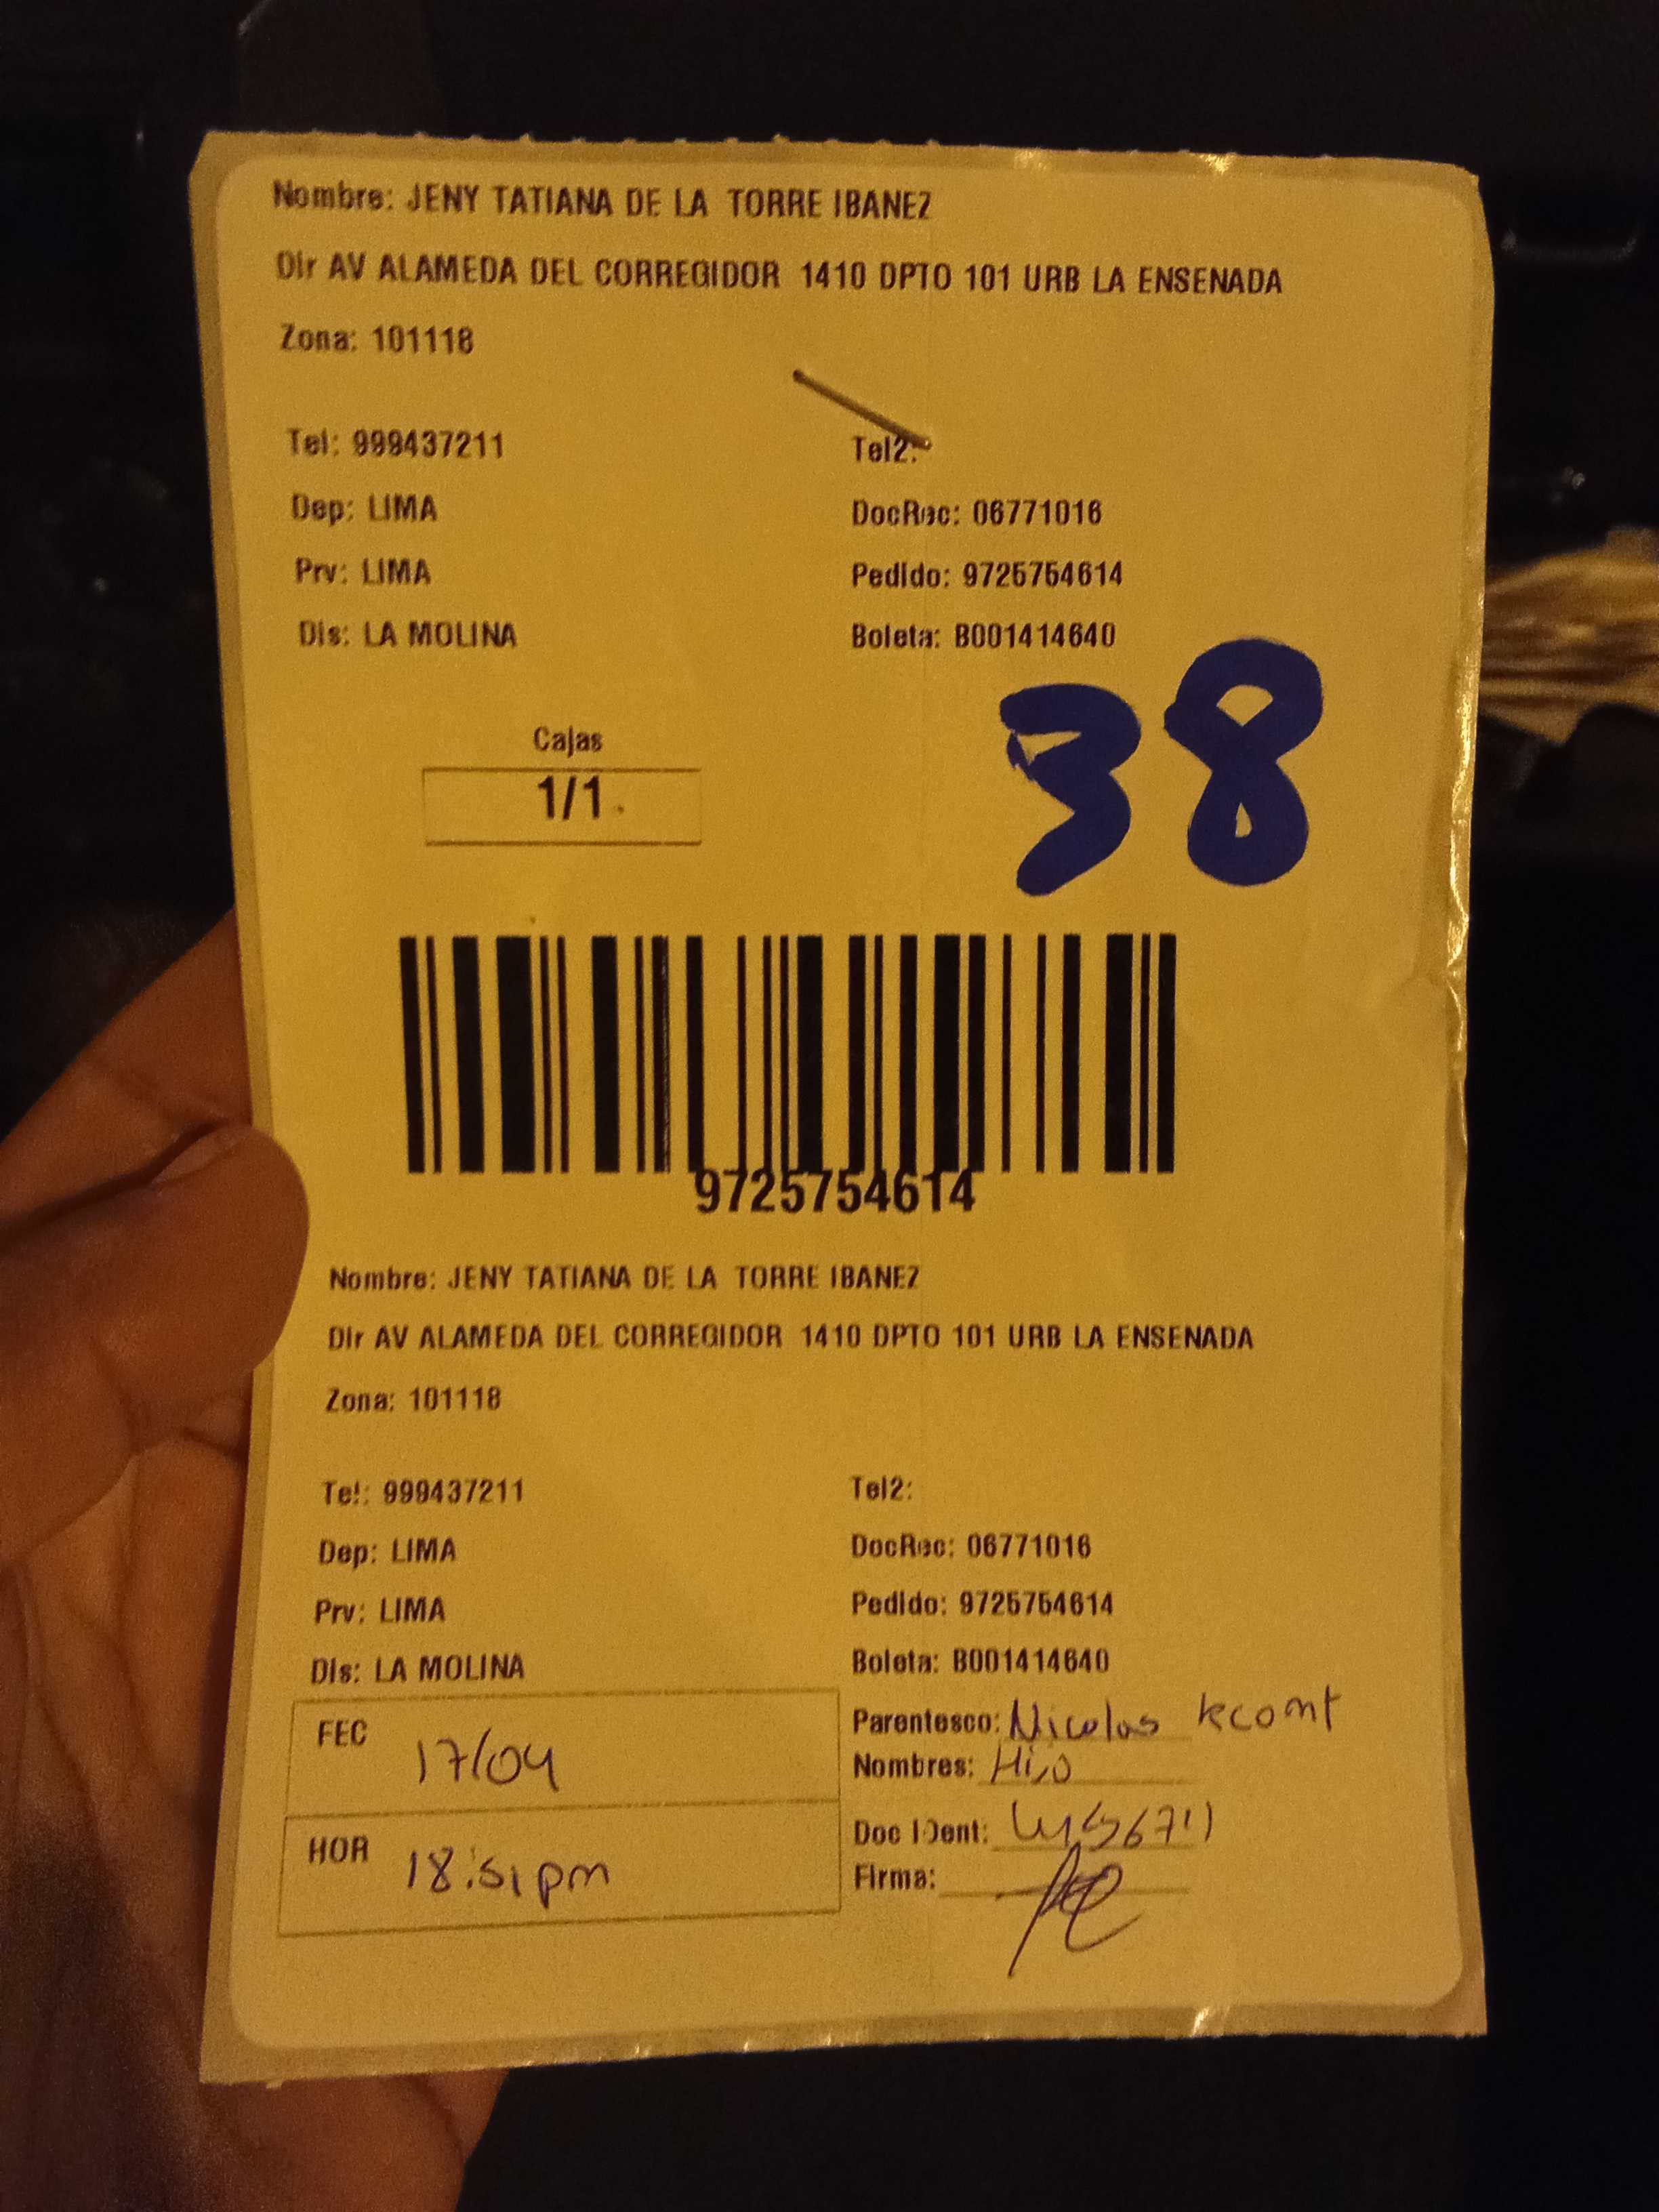 Nombre: JENY TATIANA DE LA TORRE IBANEZ
Dir AV ALAMEDA DEL CORREGIDOR 1410 DPTO 101 URB LA ENSENADA
Zona: 101118
Tel: 999437211 Tel2:
Dep: LIMA DocRec: 06771016
Prv: LIMA Pedido: 9725754614
Dis: LA MOLINA Boleta: B001414640
38
Cajas
1/1
9725754614
Nombre: JENY TATIANA DE LA TORRE IBANEZ
Dir AV ALAMEDA DEL CORREGIDOR 1410 DPTO 101 URB LA ENSENADA
Zona: 101118
Tel: 999437211 Tel2:
Dep: LIMA DocRec: 06771016
Prv: LIMA Pedido: 9725754614
Dis: LA MOLINA Boleta: B001414640
FEC 17/04
HOR 18:51pm
Parentesco: Nicolas Kcomt
Nombres: Hijo
Doc IDent:
Firma: